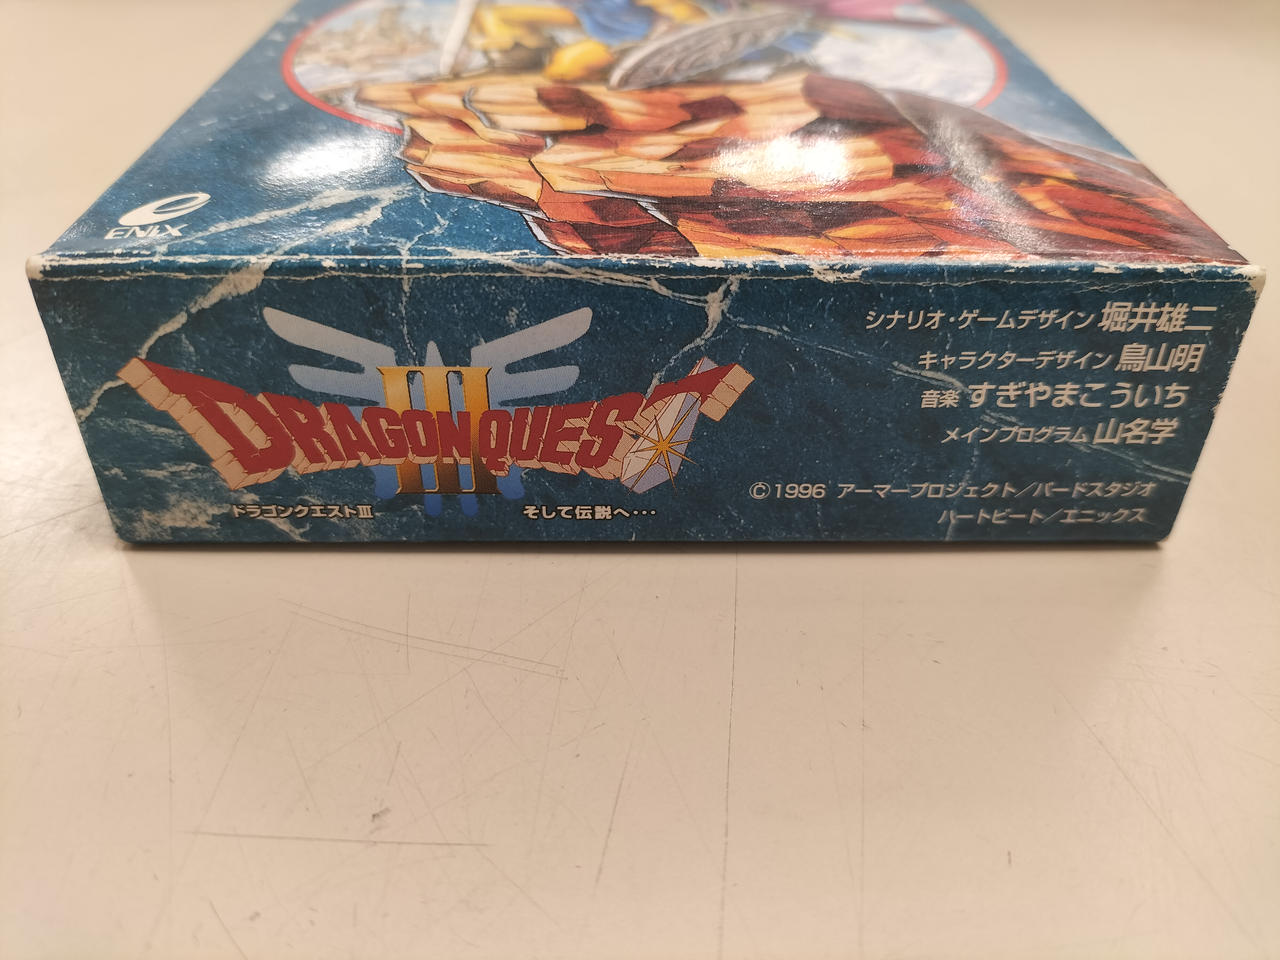 ENIX
DRAGON QUEST
III
ドラゴンクエストIII
そして伝説へ・・・
シナリオ・ゲームデザイン 堀井雄二
キャラクターデザイン 鳥山明
音楽 すぎやまこういち
メインプログラム 山名学
©1996 アーマープロジェクト／バードスタジオ
ハートビート／エニックス